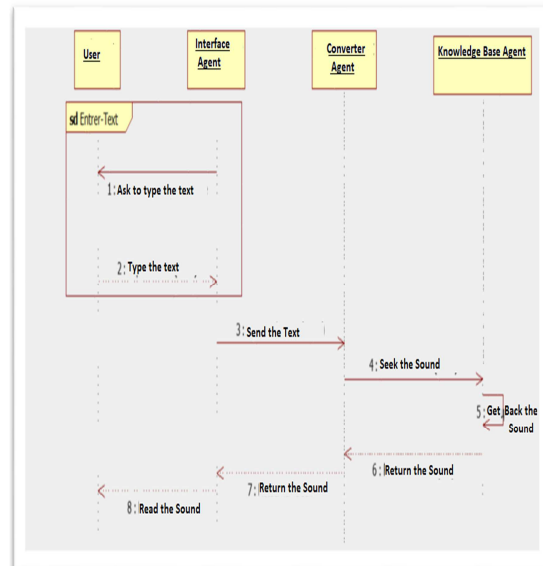 User
Interface
Agent
Converter
Agent
Knowledge Base Agent
sd Entrer-Text
1: Ask to type the text
2: Type the text
3: Send the Text
4: Seek the Sound
5: Get Back the
Sound
6: Return the Sound
7: Return the Sound
8: Read the Sound